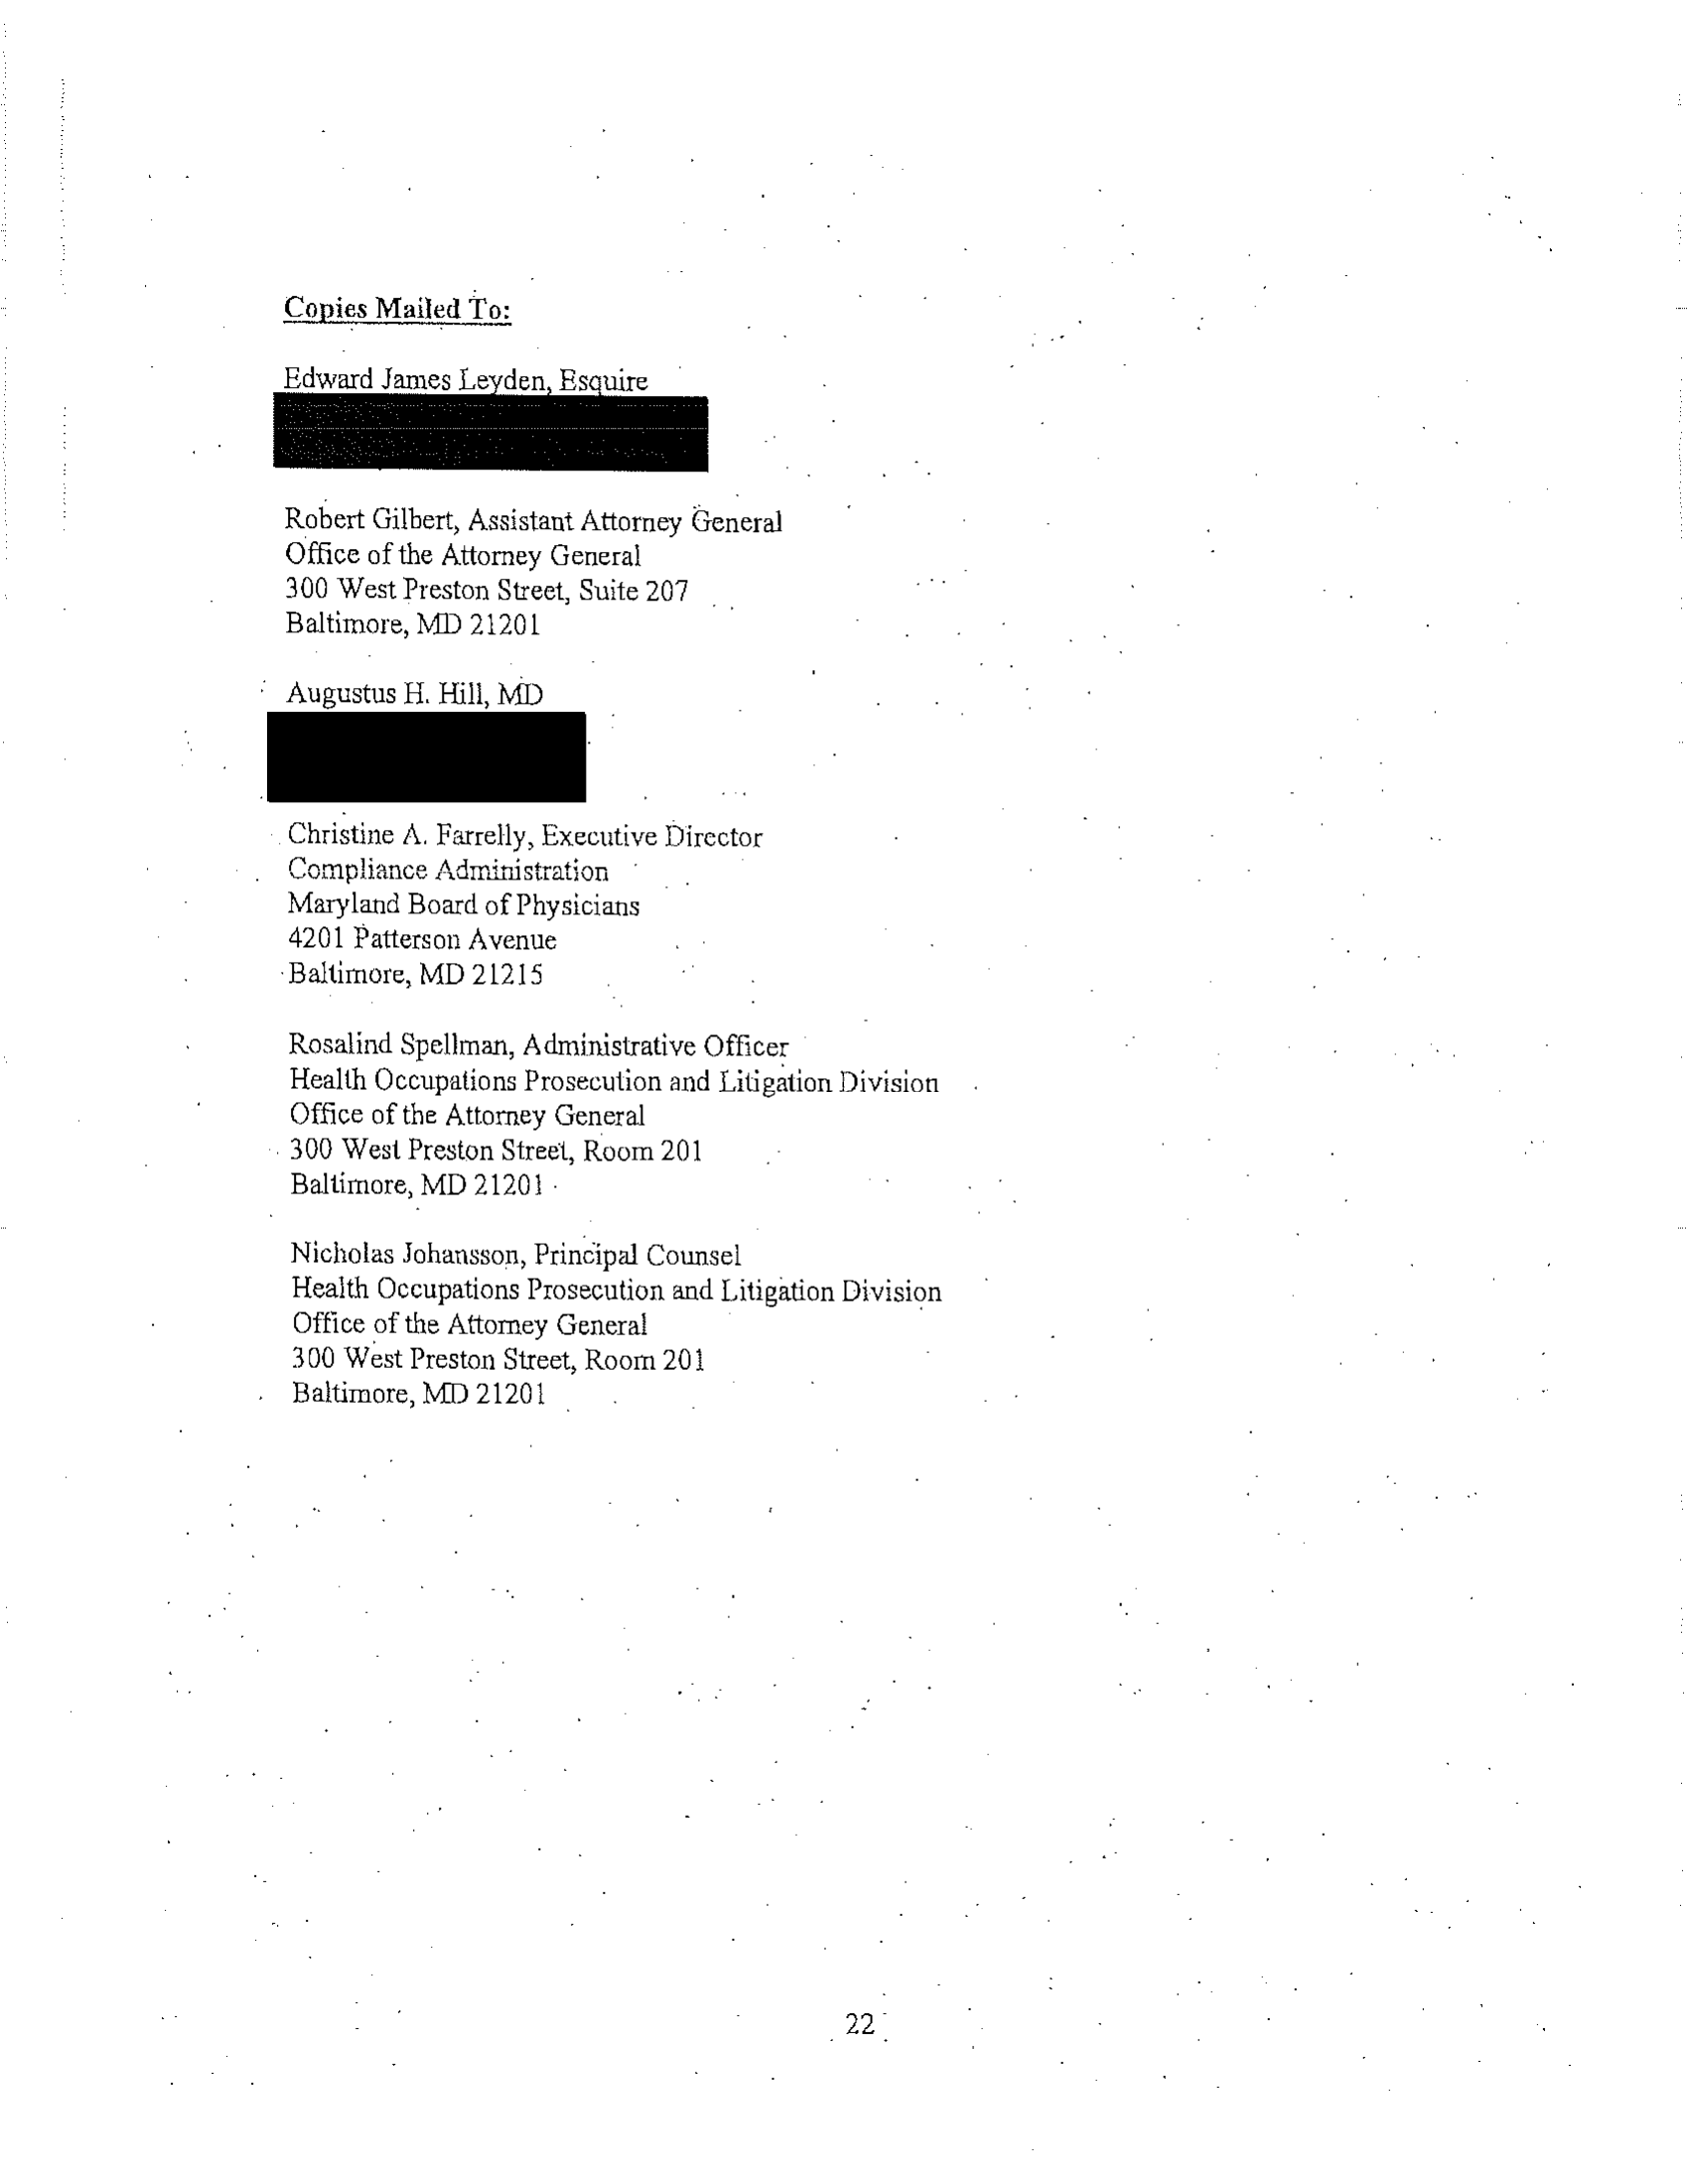 Copies Mailed To:
Edward James Leyden, Esquire
Robert Gilbert, Assistant Attorney General
Office of the Attorney General
300 West Preston Street, Suite 207
Baltimore, MD 21201
Augustus H. Hill, MD
Christine A. Farrelly, Executive Director
Compliance Administration
Maryland Board of Physicians
4201 Patterson Avenue
Baltimore, MD 21215
Rosalind Spellman, Administrative Officer
Health Occupations Prosecution and Litigation Division
Office of the Attorney General
300 West Preston Street, Room 201
Baltimore, MD 21201
Nicholas Johansson, Principal Counsel
Health Occupations Prosecution and Litigation Division
Office of the Attorney General
300 West Preston Street, Room 201
Baltimore, MD 21201
22